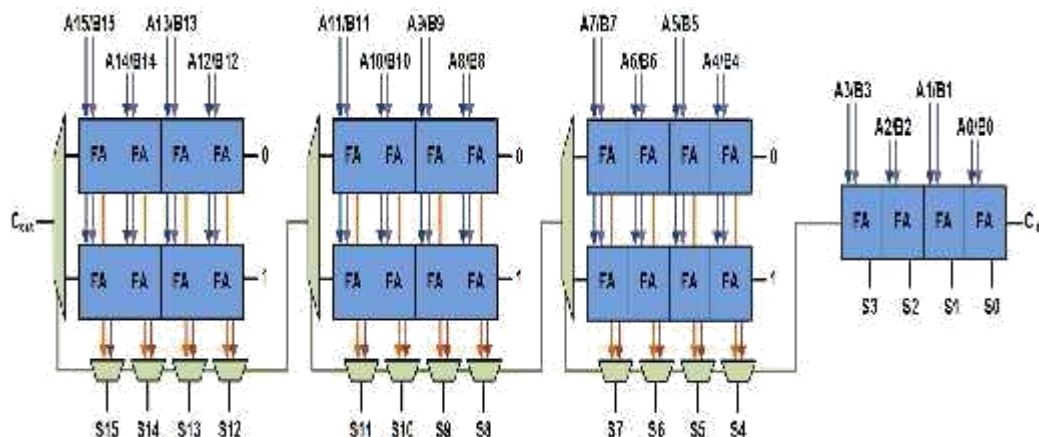 A15/B15 A13/B13 A11/B11 A9/B9 A7/B7 A5/B5
A14/B14 A12/B12 A10/B10 A8/B8 A6/B6 A4/B4
A3/B3 A1/B1
A2/B2 A0/B0
FA FA FA FA 0 FA FA FA FA 0 FA FA FA FA 0
Cout FA FA FA FA
FA FA FA FA 1 FA FA FA FA 1 FA FA FA FA 1
S3 S2 S1 S0
S15 S14 S13 S12 S11 S10 S9 S8 S7 S6 S5 S4